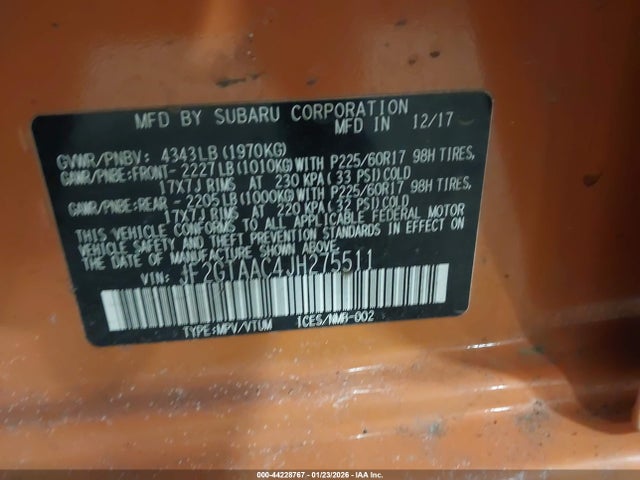 MFD BY SUBARU CORPORATION
MFD IN 12/17
GVWR/PNBV: 4343LB (1970KG)
GAWR/PNBE:FRONT- 2227LB(1010KG)WITH P225/60R17 98H TIRES,
17X7J RIMS AT 230 KPA( 33 PSI)COLD
GAWR/PNBE:REAR - 2205LB(1000KG)WITH P225/60R17 98H TIRES,
17X7J RIMS AT 220 KPA( 32 PSI)COLD
THIS VEHICLE CONFORMS TO ALL APPLICABLE FEDERAL MOTOR
VEHICLE SAFETY AND BUMPER STANDARDS IN EFFECT ON
THE DATE OF MANUFACTURE SHOWN ABOVE.
VIN: JF2GTAAC4JH275511
TYPE:MPV/VTUM ICES/NMB-002
000-44228767 - 01/23/2026 - IAA Inc. (C)